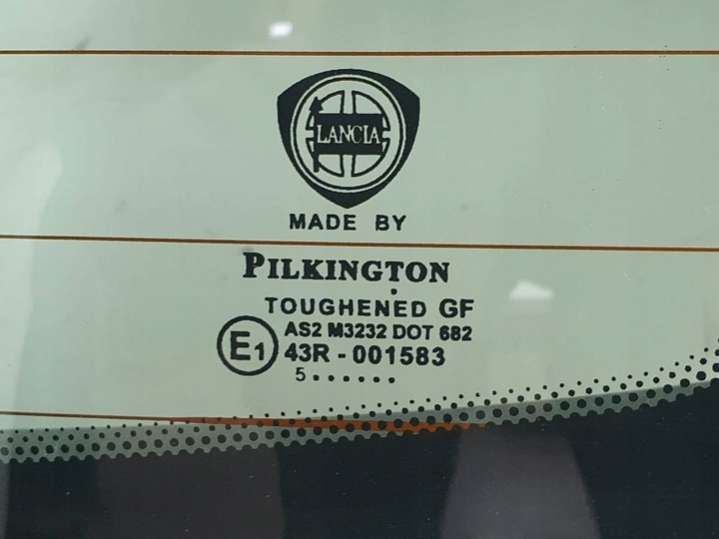 LANCIA
MADE BY
PILKINGTON
TOUGHENED GF
AS2 M3232 DOT 682
E1 43R - 001583
5......